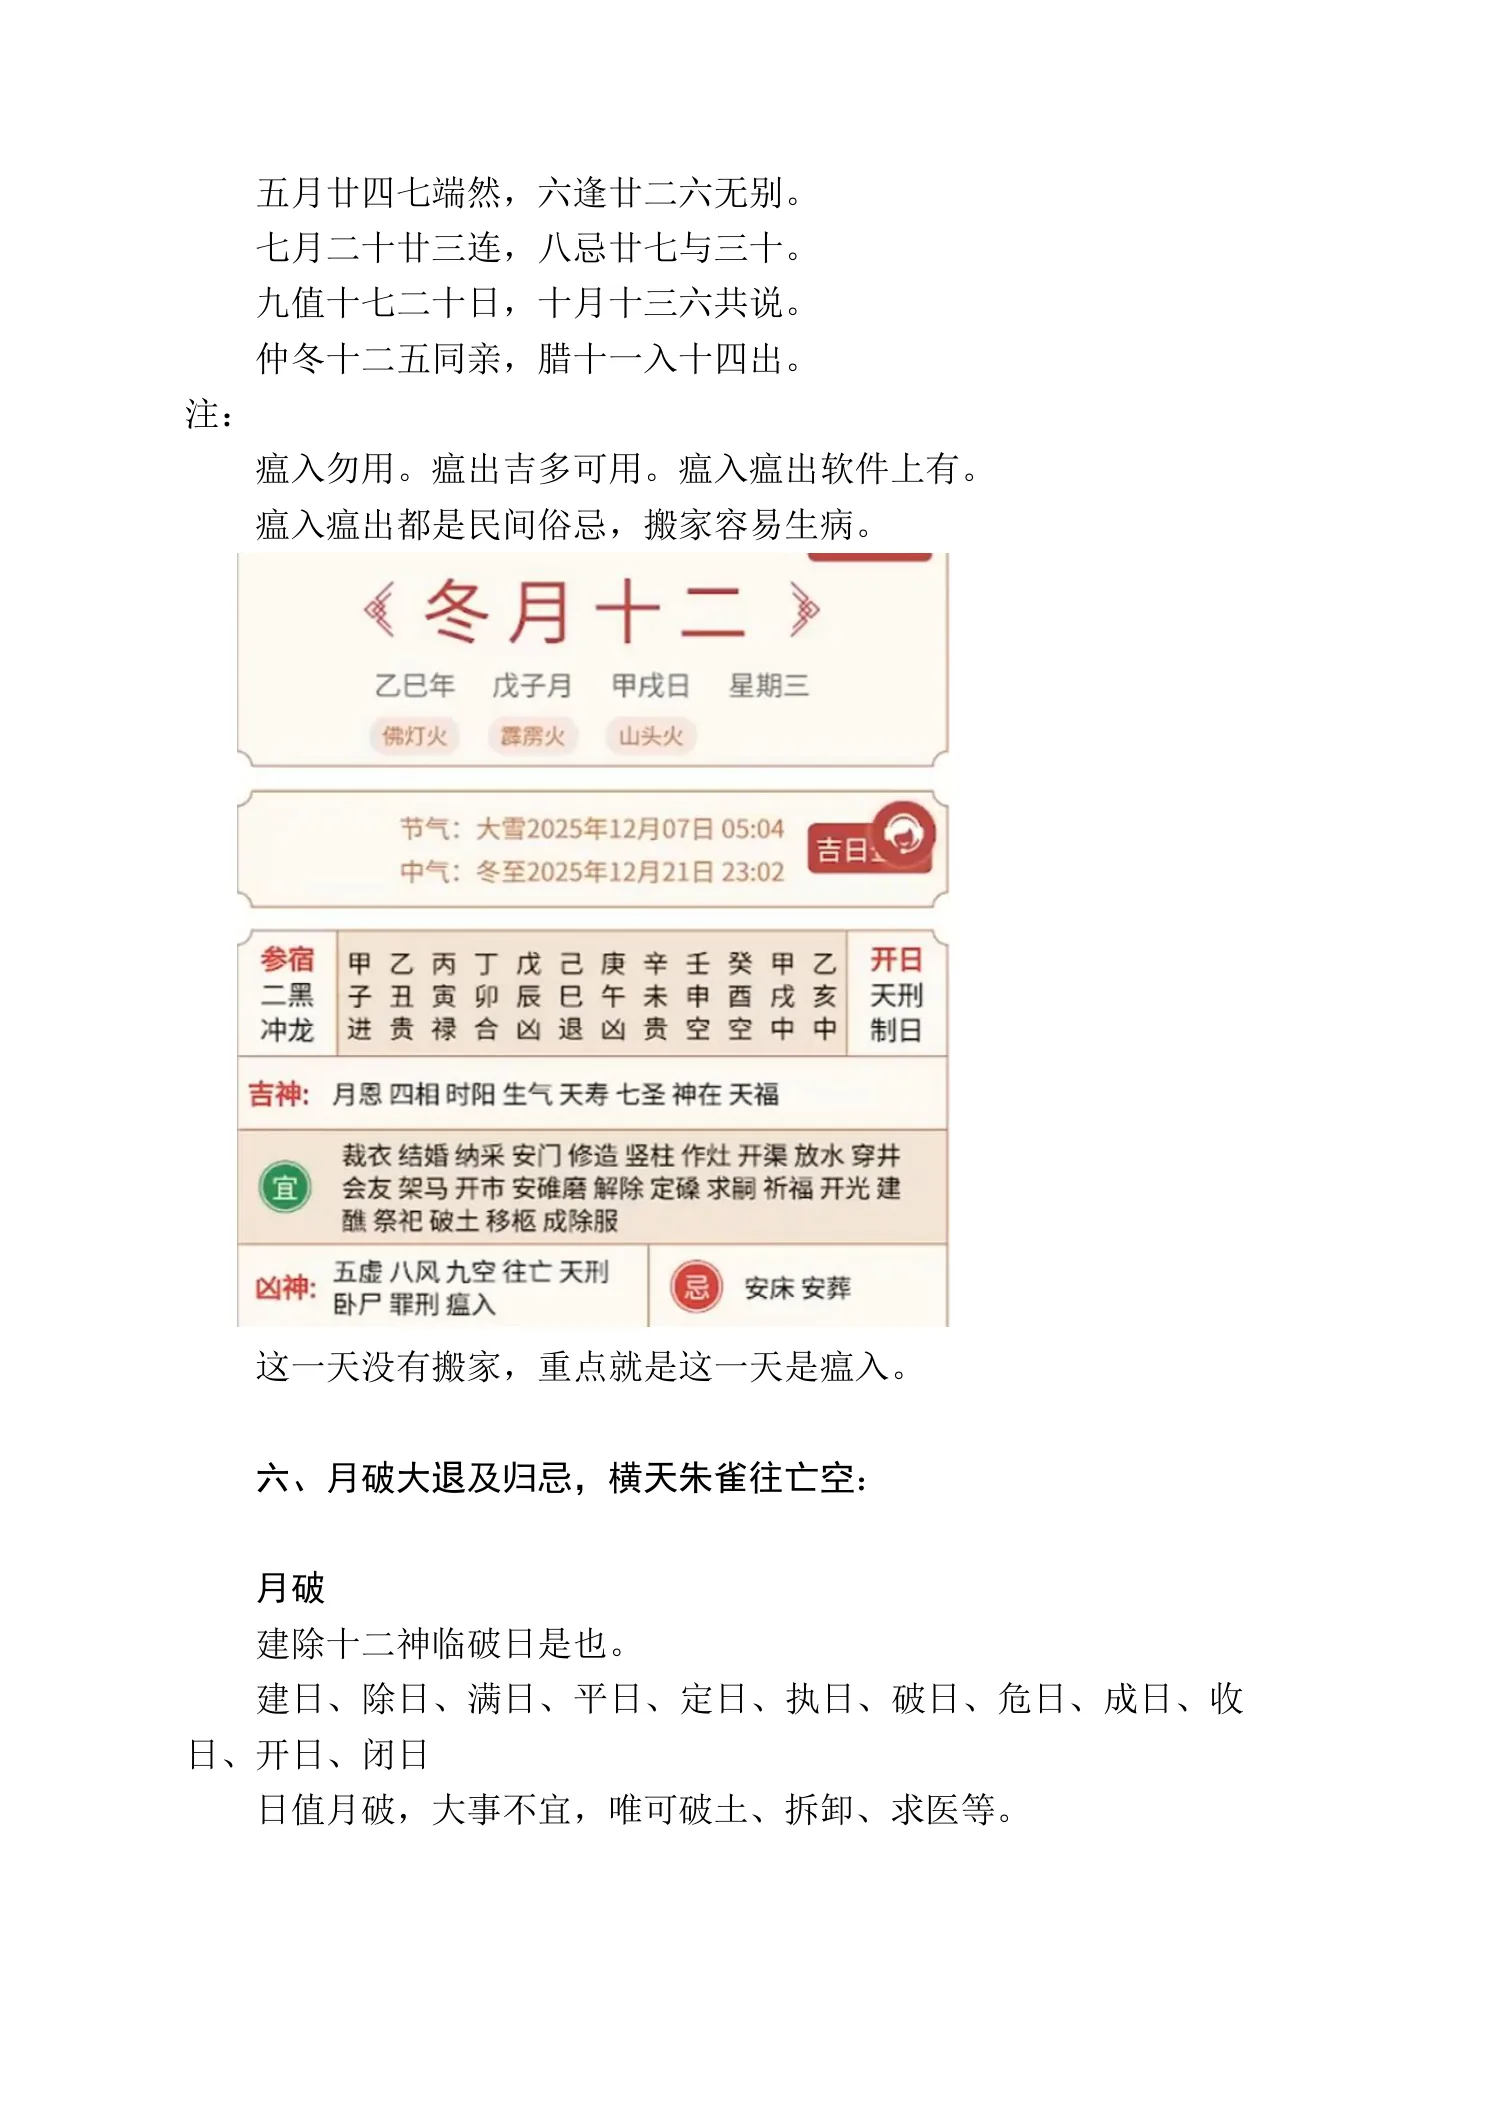 五月廿四七端然，六逢廿二六无别。
七月二十廿三连，八忌廿七与三十。
九值十七二十日，十月十三六共说。
仲冬十二五同亲，腊十一入十四出。
注：
瘟入勿用。瘟出吉多可用。瘟入瘟出软件上有。
瘟入瘟出都是民间俗忌，搬家容易生病。
冬月十二
乙巳年 戊子月 甲戌日 星期三
佛灯火 霹雳火 山头火
节气：大雪2025年12月07日 05:04
中气：冬至2025年12月21日 23:02
吉日
参宿 甲 乙 丙 丁 戊 己 庚 辛 壬 癸 甲 乙 开日
二黑 子 丑 寅 卯 辰 巳 午 未 申 酉 戌 亥 天刑
冲龙 进 贵 禄 合 凶 退 凶 贵 空 空 中 中 制日
吉神: 月恩 四相 时阳 生气 天寿 七圣 神在 天福
宜
裁衣 结婚 纳采 安门 修造 竖柱 作灶 开渠 放水 穿井
会友 架马 开市 安碓磨 解除 定磉 求嗣 祈福 开光 建
醮 祭祀 破土 移柩 成除服
凶神: 五虚 八风 九空 往亡 天刑
卧尸 罪刑 瘟入
忌 安床 安葬
这一天没有搬家，重点就是这一天是瘟入。
六、月破大退及归忌，横天朱雀往亡空：
月破
建除十二神临破日是也。
建日、除日、满日、平日、定日、执日、破日、危日、成日、收
日、开日、闭日
日值月破，大事不宜，唯可破土、拆卸、求医等。